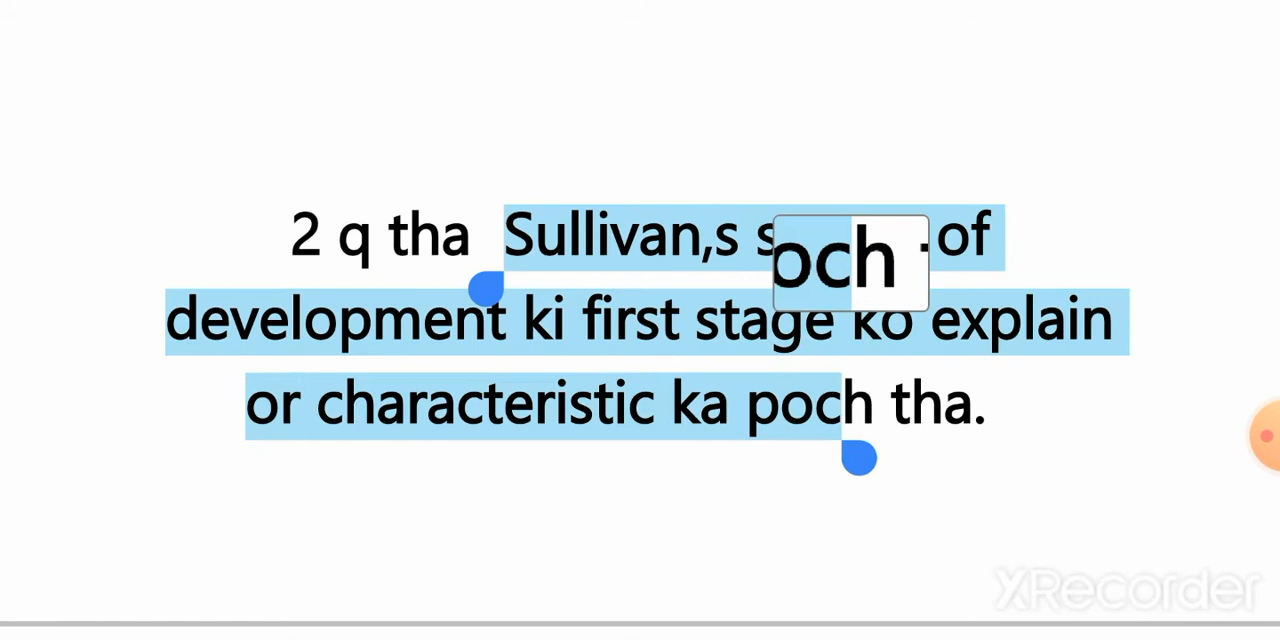 2 q tha Sullivan,s of
och
development ki first stage ko explain
or characteristic ka poch tha.
XRecorder